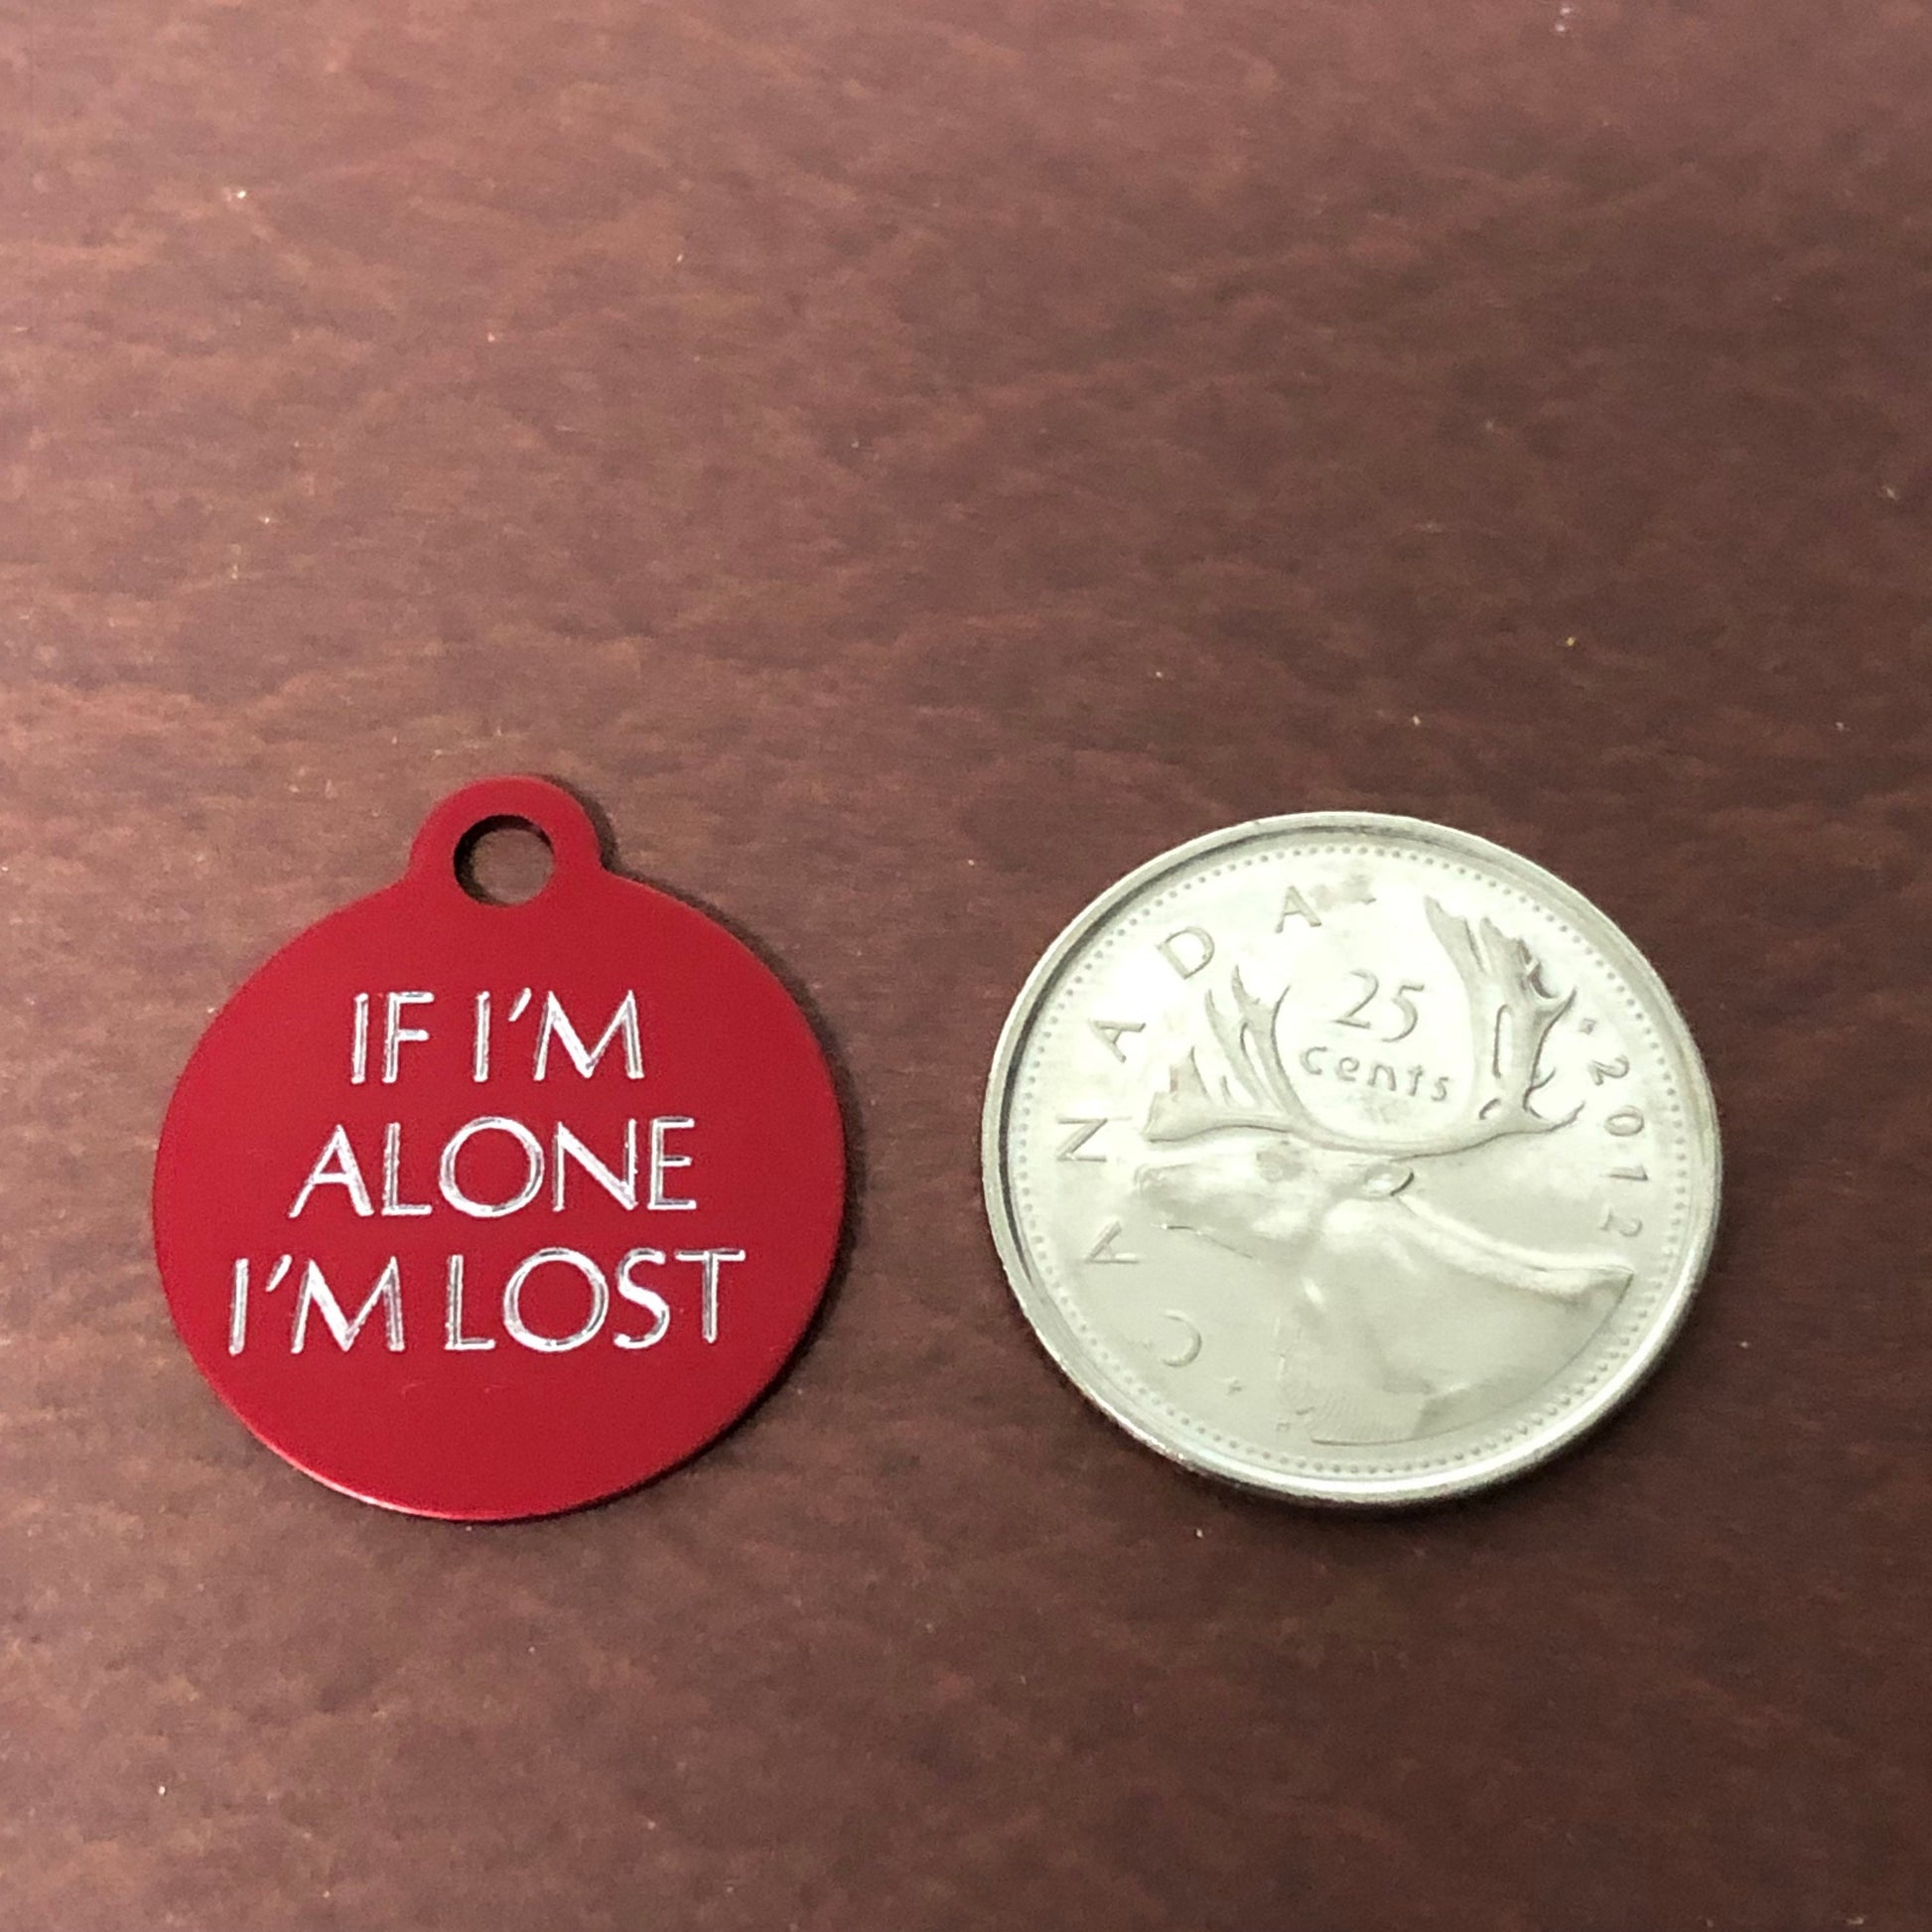 IF I'M
ALONE
I'M LOST
CANADA
25
cents
2012